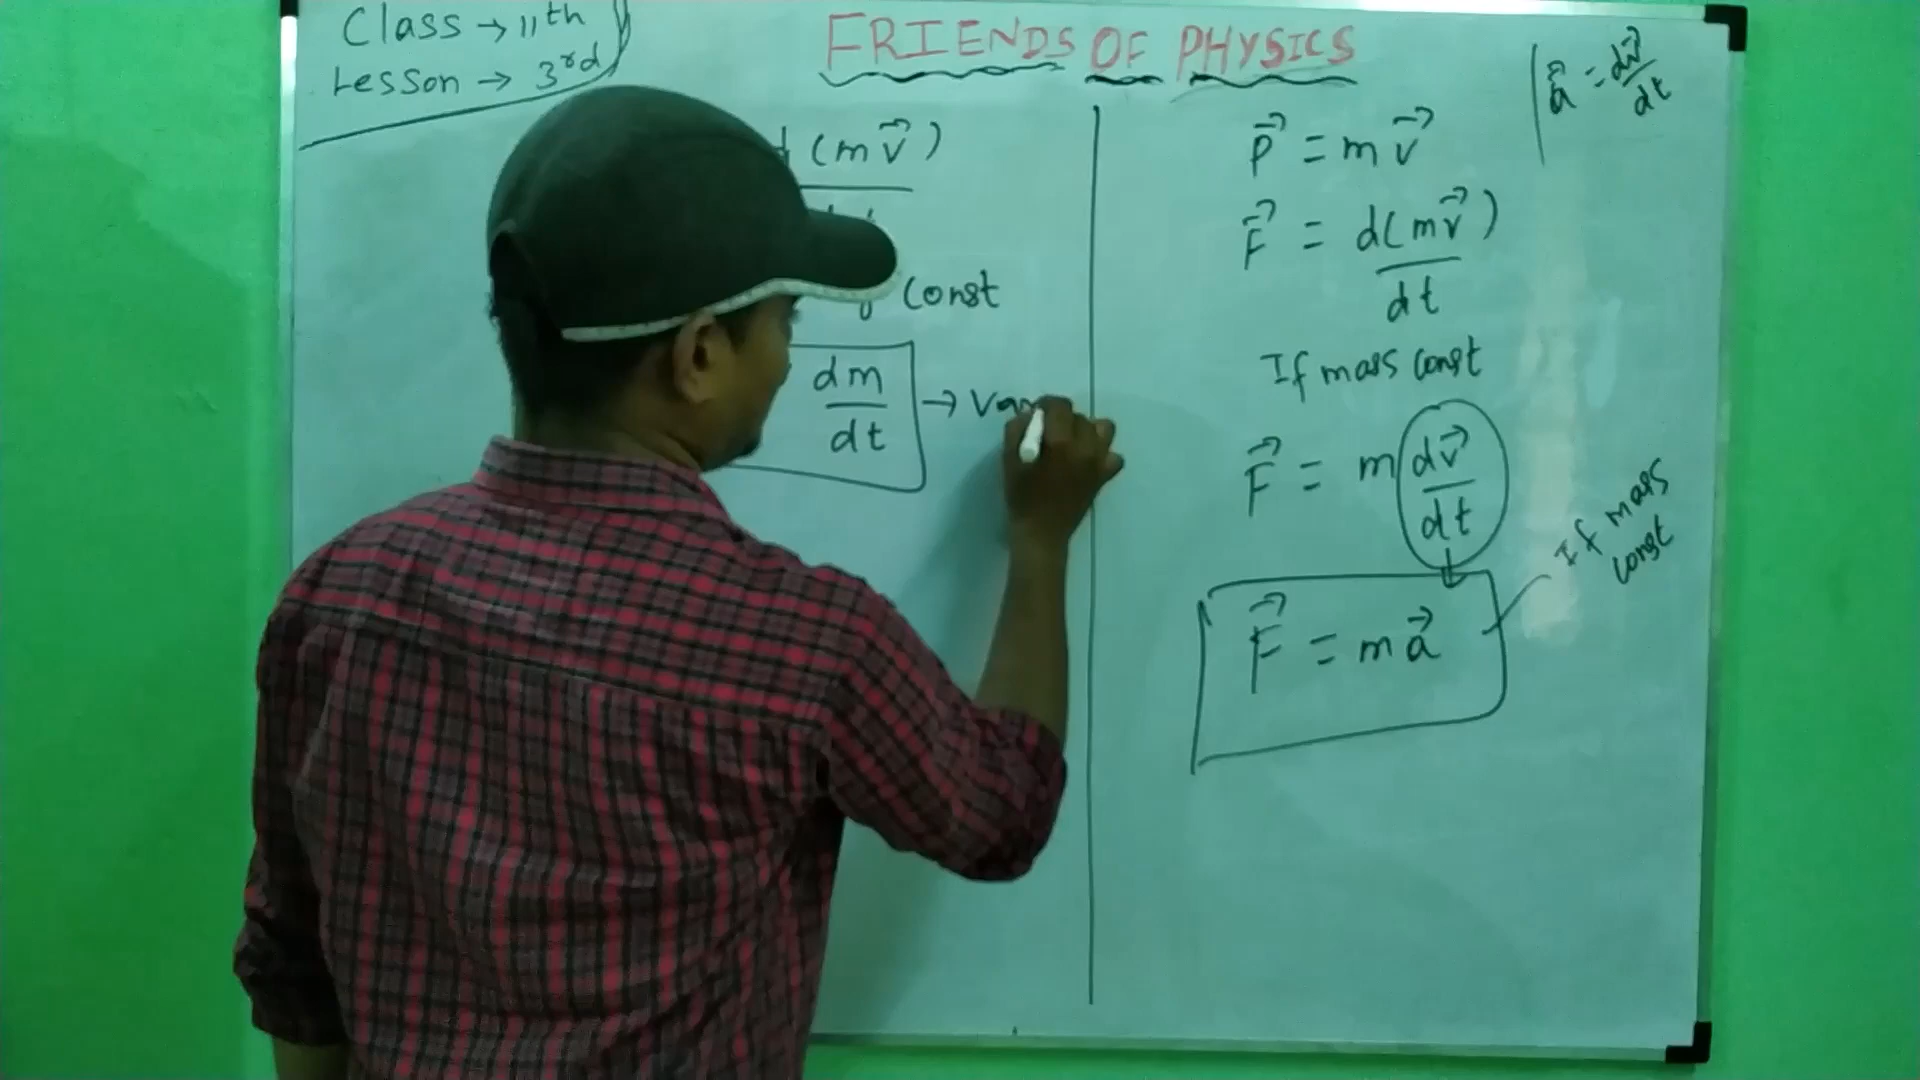 Class → 11th
Lesson → 3rd
FRIENDS OF PHYSICS
a⃗ = dv⃗/dt
(mv⃗)
const
dm/dt →
P⃗ = mv⃗
F⃗ = d(mv⃗)/dt
If mass const
F⃗ = m dv⃗/dt
If mass
const
F⃗ = ma⃗